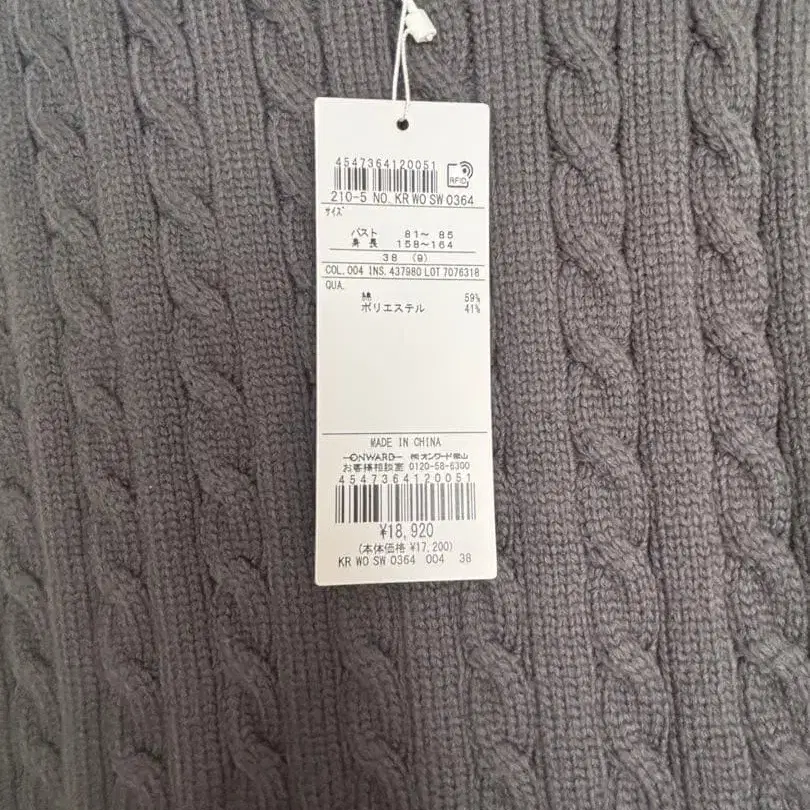 4547364120051
RFID
210-5 NO. KR WO SW 0364
サイズ
バスト 81～ 85
身 長 158～164
38 (9)
COL. 004 INS. 437980 LOT 7076318
QUA.
綿 59%
ポリエステル 41%
MADE IN CHINA
ONWARD ㈱オンワード樫山
お客様相談室 0120-58-6300
4547364120051
¥18,920
(本体価格 ¥17,200)
KR WO SW 0364 004 38